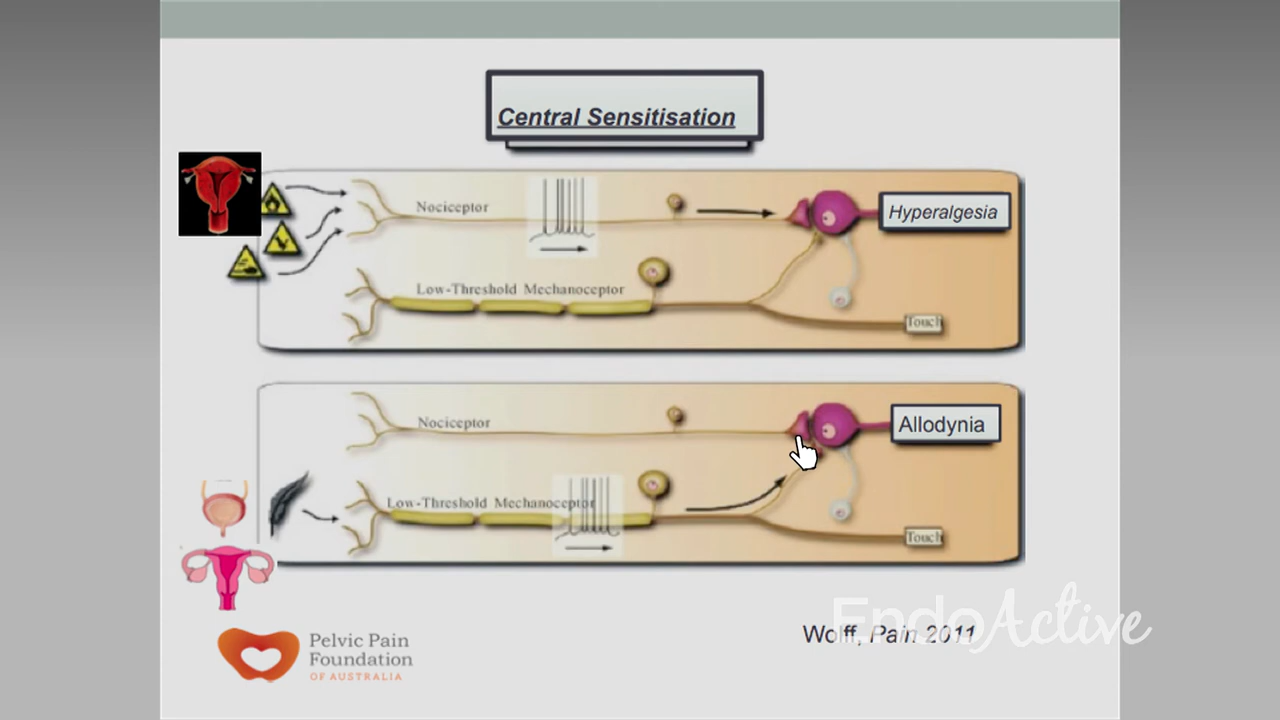 Central Sensitisation
Nociceptor
Hyperalgesia
Low-Threshold Mechanoceptor
Touch
Nociceptor
Allodynia
Low-Threshold Mechanoceptor
Touch
EndoActive
Wolff, Pain 2011
Pelvic Pain
Foundation
OF AUSTRALIA